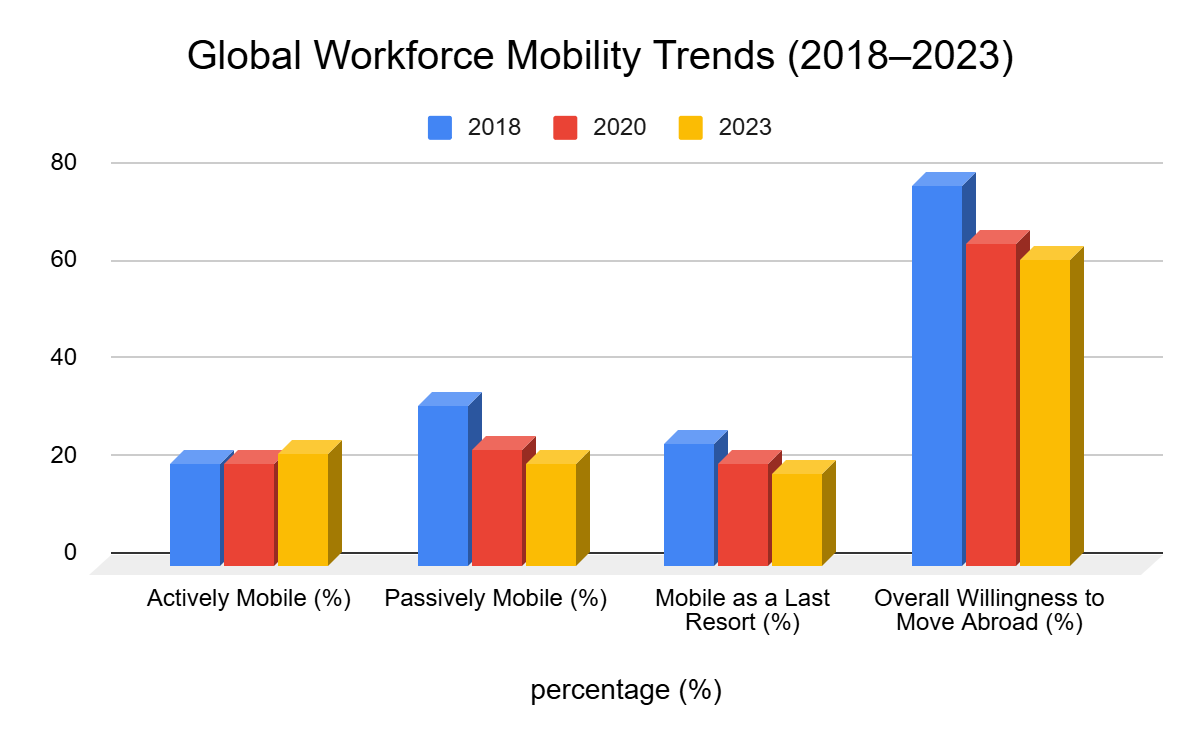 Global Workforce Mobility Trends (2018–2023)
2018 2020 2023
80
60
40
20
0
Actively Mobile (%)
Passively Mobile (%)
Mobile as a Last
Resort (%)
Overall Willingness to
Move Abroad (%)
percentage (%)